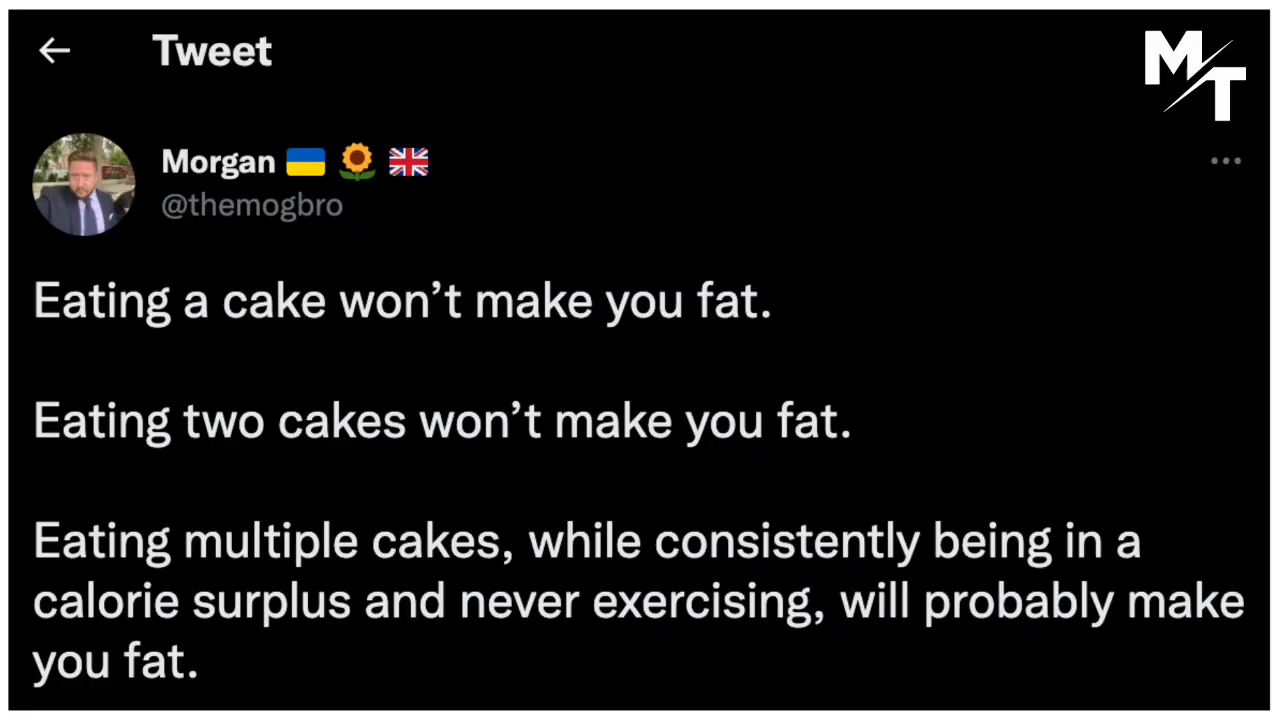 Tweet
M/T
Morgan 🇺🇦 🌻 🇬🇧
@themogbro
Eating a cake won’t make you fat.
Eating two cakes won’t make you fat.
Eating multiple cakes, while consistently being in a
calorie surplus and never exercising, will probably make
you fat.